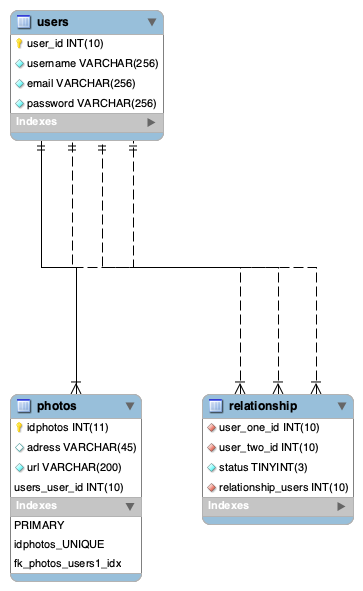 users
user_id INT(10)
username VARCHAR(256)
email VARCHAR(256)
password VARCHAR(256)
Indexes
photos
idphotos INT(11)
adress VARCHAR(45)
url VARCHAR(200)
users_user_id INT(10)
Indexes
PRIMARY
idphotos_UNIQUE
fk_photos_users1_idx
relationship
user_one_id INT(10)
user_two_id INT(10)
status TINYINT(3)
relationship_users INT(10)
Indexes